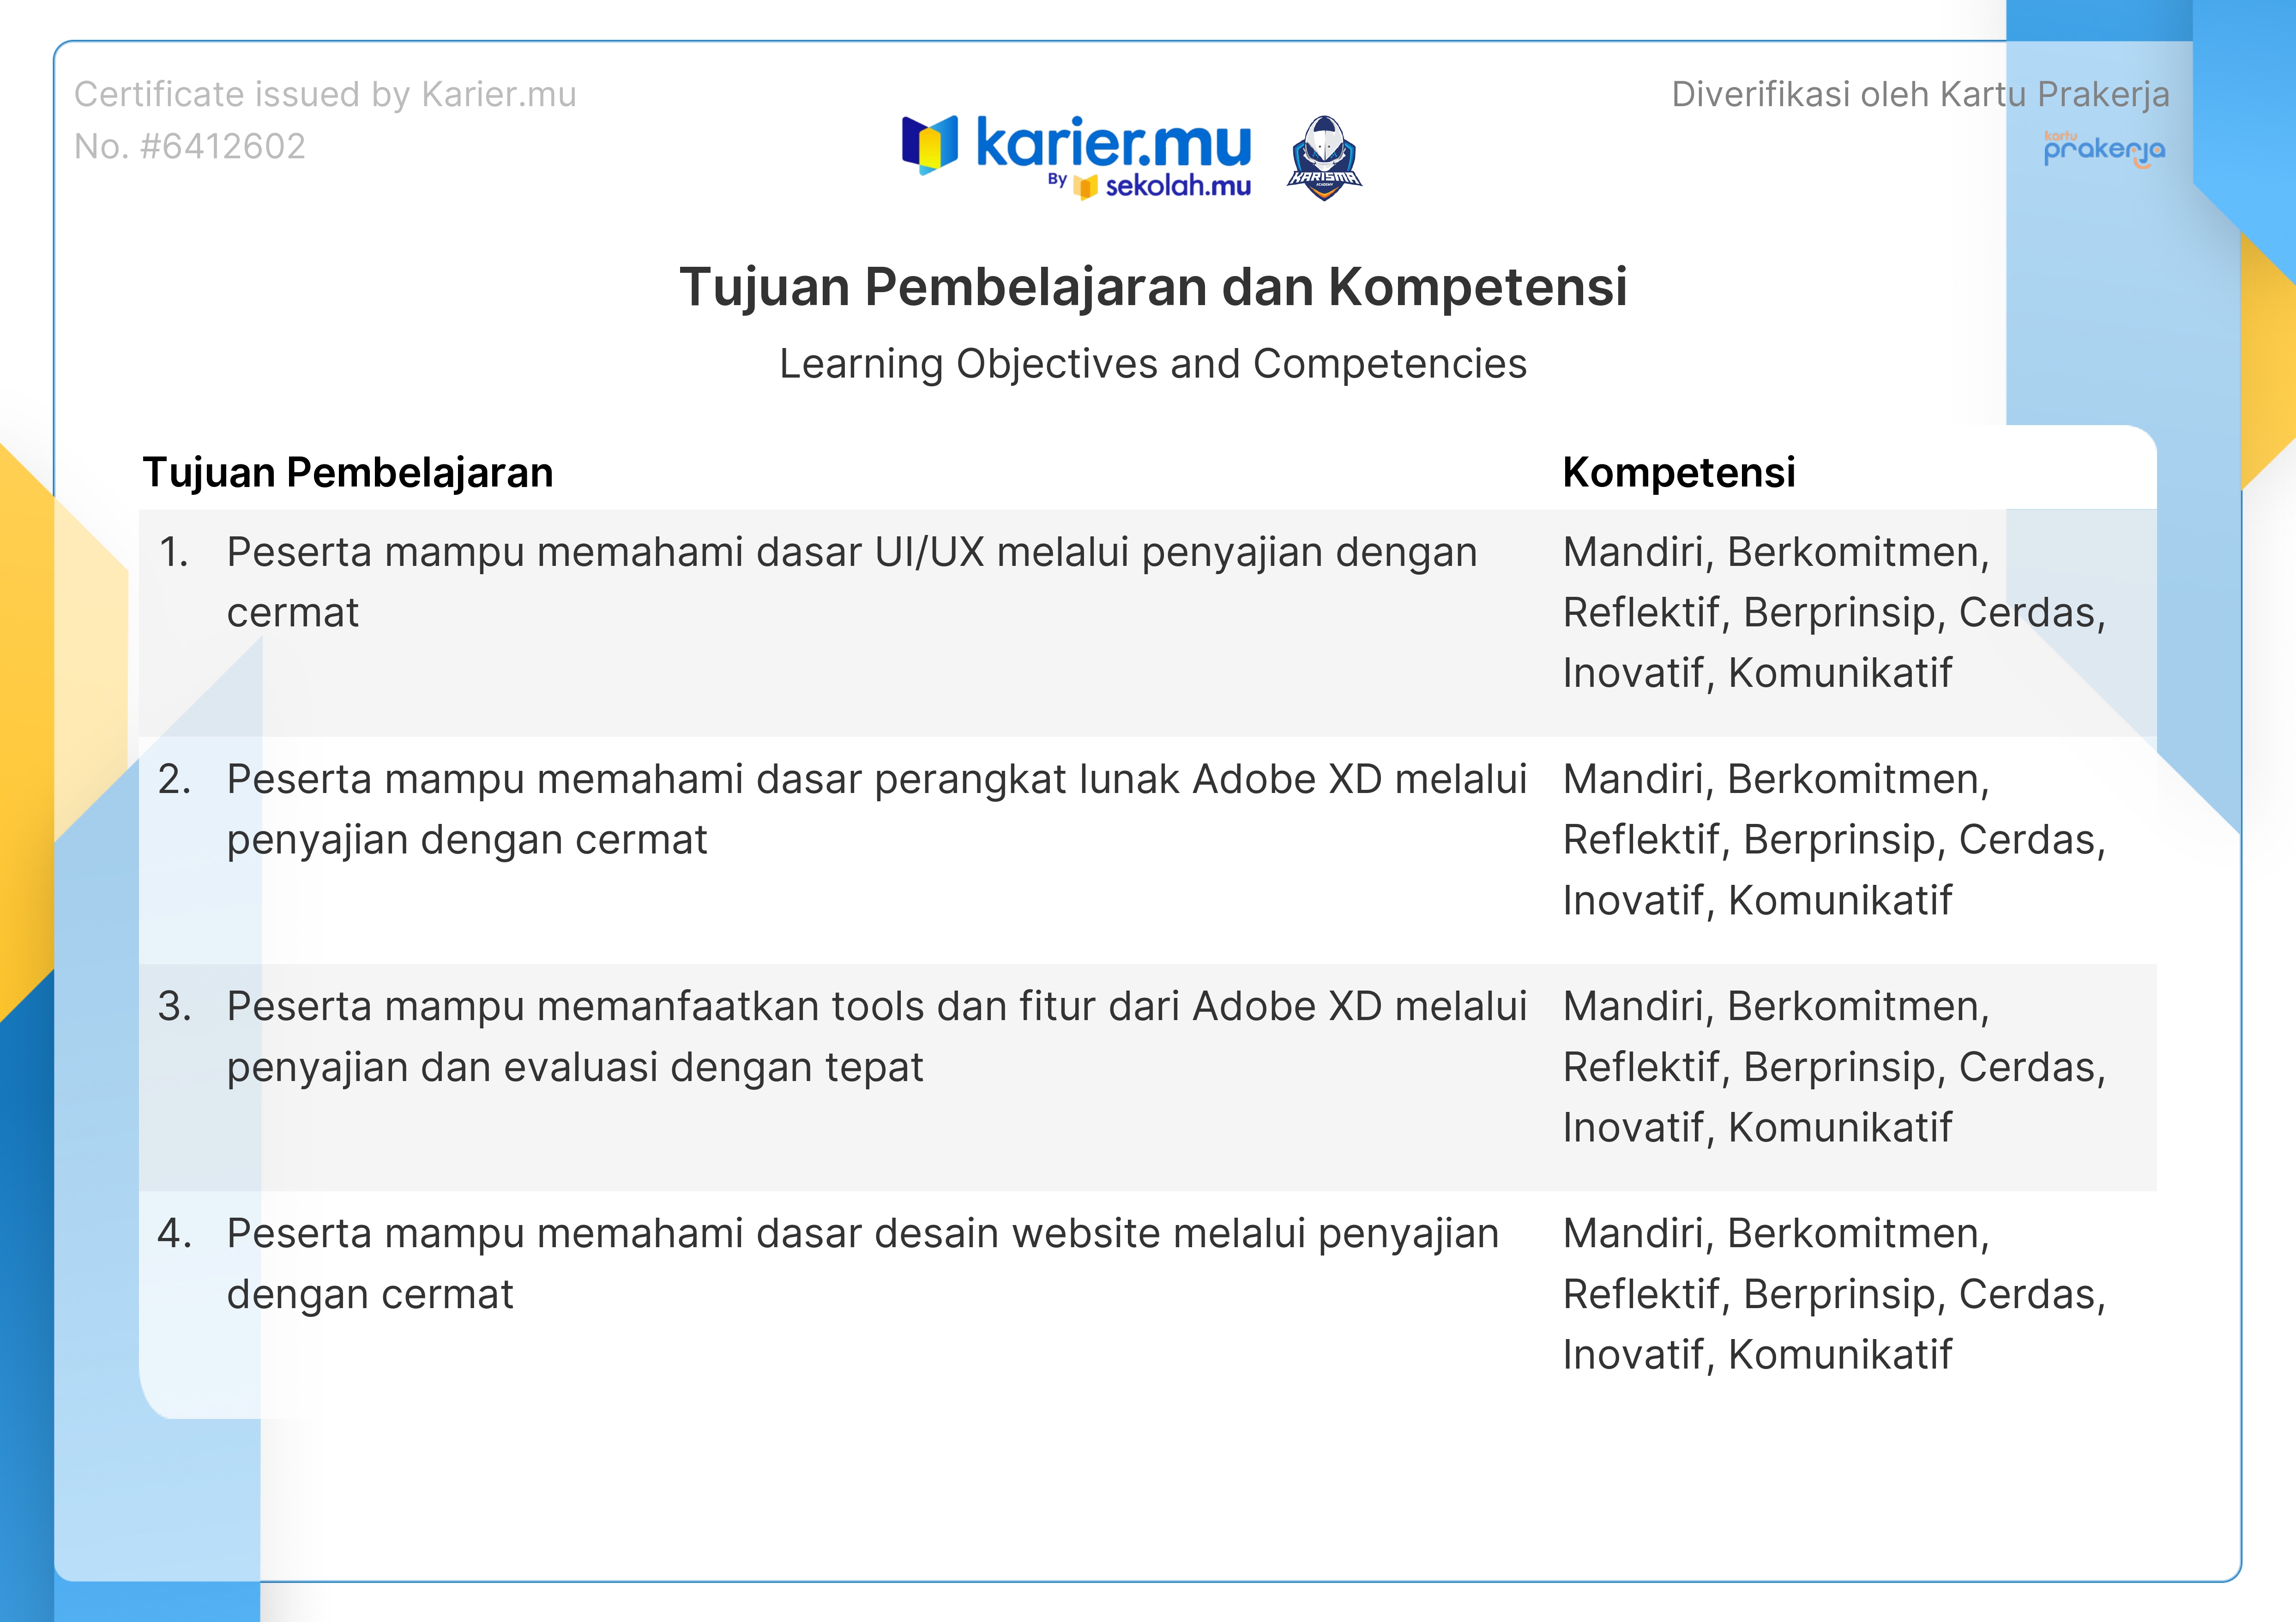 Certificate issued by Karier.mu
No. #6412602
Diverifikasi oleh Kartu Prakerja
kartu
prakerja
karier.mu
By sekolah.mu
KARISMA
ACADEMY
Tujuan Pembelajaran dan Kompetensi
Learning Objectives and Competencies
Tujuan Pembelajaran
Kompetensi
1. Peserta mampu memahami dasar UI/UX melalui penyajian dengan
cermat
Mandiri, Berkomitmen,
Reflektif, Berprinsip, Cerdas,
Inovatif, Komunikatif
2. Peserta mampu memahami dasar perangkat lunak Adobe XD melalui
penyajian dengan cermat
Mandiri, Berkomitmen,
Reflektif, Berprinsip, Cerdas,
Inovatif, Komunikatif
3. Peserta mampu memanfaatkan tools dan fitur dari Adobe XD melalui
penyajian dan evaluasi dengan tepat
Mandiri, Berkomitmen,
Reflektif, Berprinsip, Cerdas,
Inovatif, Komunikatif
4. Peserta mampu memahami dasar desain website melalui penyajian
dengan cermat
Mandiri, Berkomitmen,
Reflektif, Berprinsip, Cerdas,
Inovatif, Komunikatif